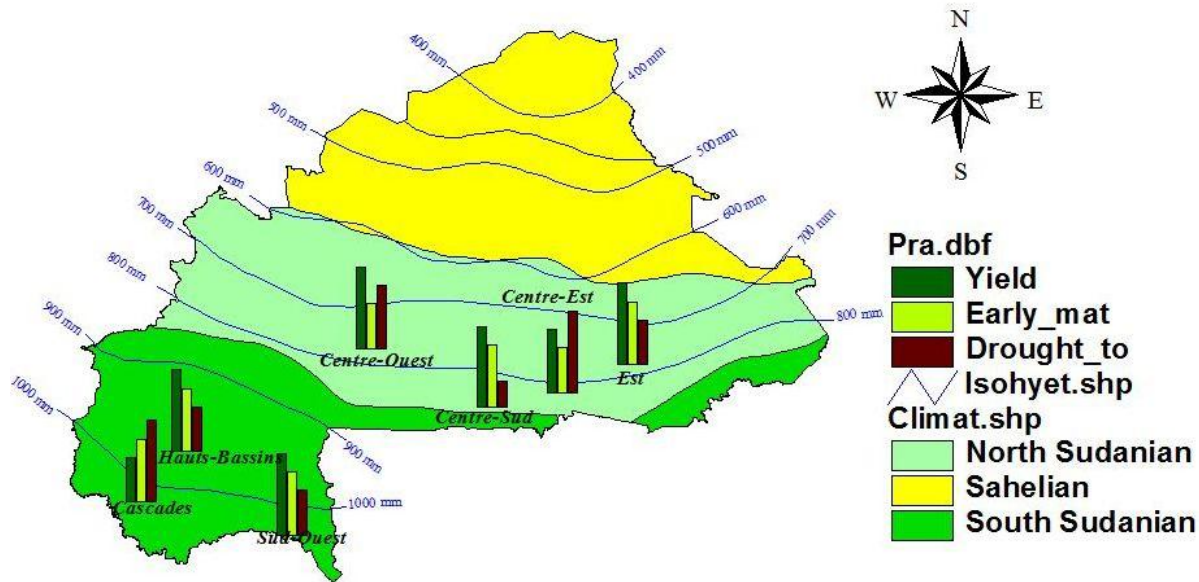 N
W E
S
400 mm
400 mm
500 mm
500 mm
600 mm
600 mm
700 mm
700 mm
800 mm
800 mm
900 mm
900 mm
1000 mm
1000 mm
Centre-Est
Centre-Ouest
Est
Centre-Sud
Hauts-Bassins
Cascades
Sud-Ouest
Pra.dbf
Yield
Early_mat
Drought_to
Isohyet.shp
Climat.shp
North Sudanian
Sahelian
South Sudanian